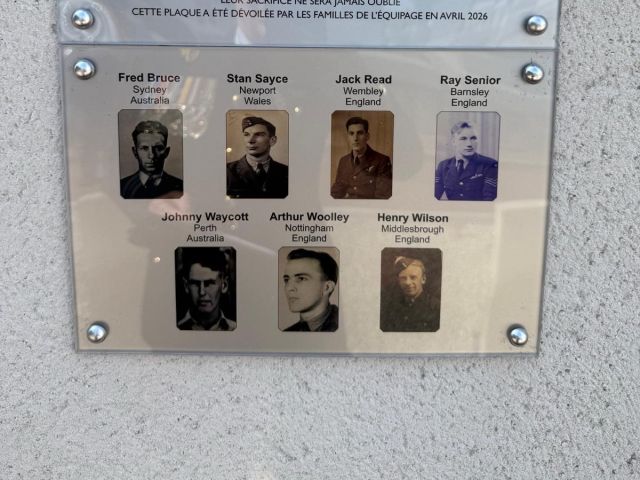 LEUR SACRIFICE NE SERA JAMAIS OUBLIÉ
CETTE PLAQUE A ÉTÉ DÉVOILÉE PAR LES FAMILLES DE L'ÉQUIPAGE EN AVRIL 2026
Fred Bruce
Sydney
Australia
Stan Sayce
Newport
Wales
Jack Read
Wembley
England
Ray Senior
Barnsley
England
Johnny Waycott
Perth
Australia
Arthur Woolley
Nottingham
England
Henry Wilson
Middlesbrough
England